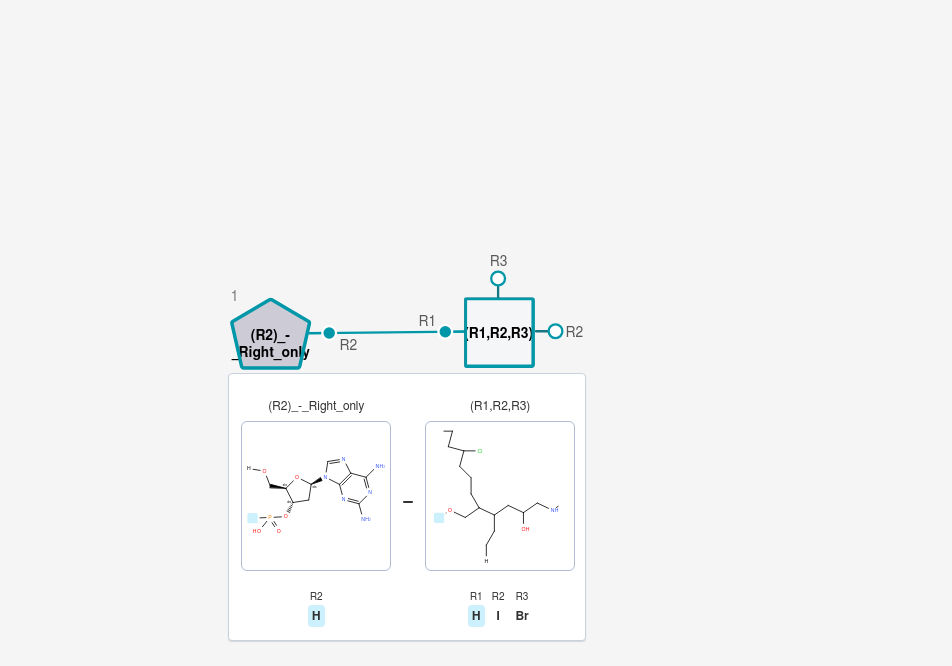 R3
1
R1
(R2)_-
_Right_only
R2
(R1,R2,R3)
R2
(R2)_-_Right_only
(R1,R2,R3)
H
O
O
N
N
NH₂
N
N
NH₂
P
O
HO
O
–
Cl
O
OH
NH
H
R2
H
R1 R2 R3
H I Br